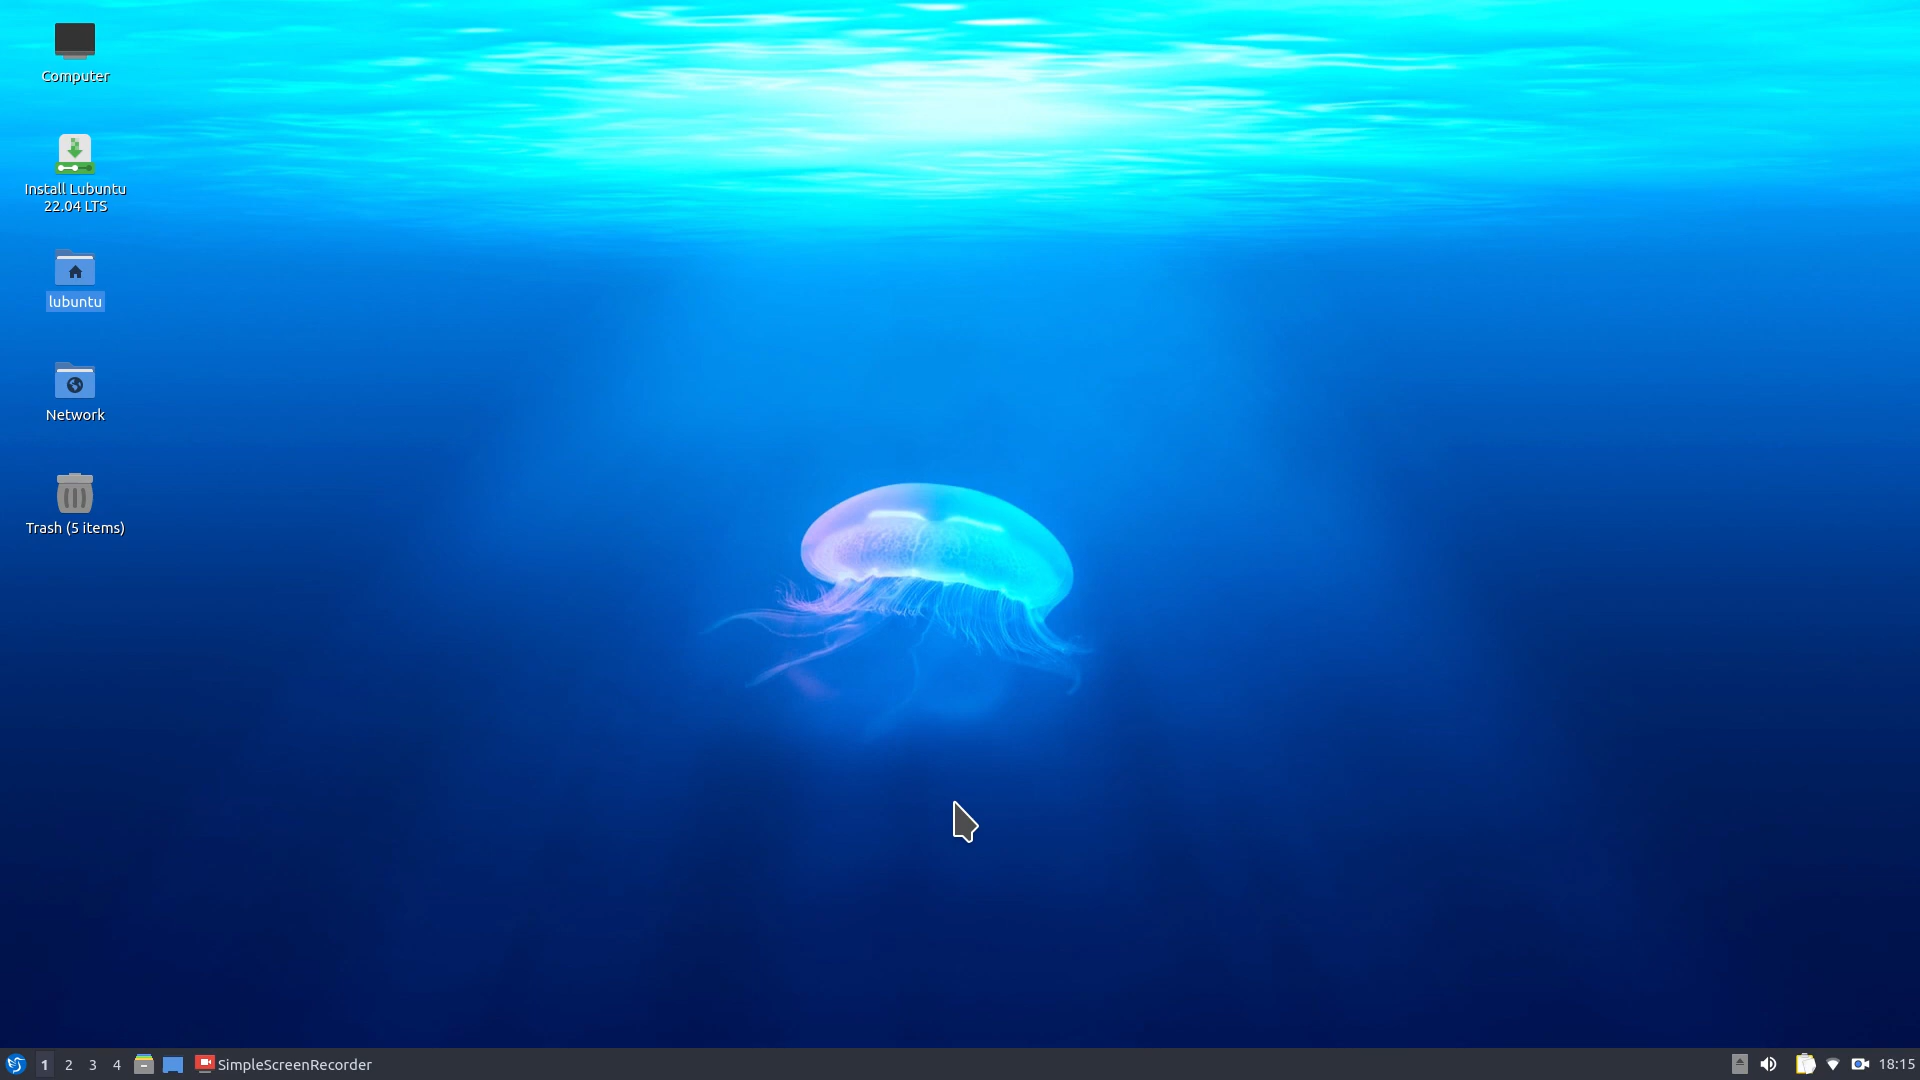 Computer
Install Lubuntu
22.04 LTS
lubuntu
Network
Trash (5 items)
1 2 3 4 SimpleScreenRecorder 18:15